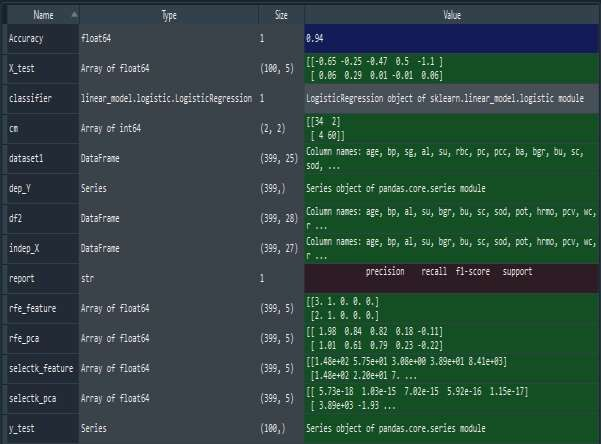 Name Type Size Value
Accuracy float64 1 0.94
X_test Array of float64 (100, 5) [[-0.65 -0.25 -0.47 0.5 -1.1 ]
[ 0.06 0.29 0.01 -0.01 0.06]
classifier linear_model.logistic.LogisticRegression 1 LogisticRegression object of sklearn.linear_model.logistic module
cm Array of int64 (2, 2) [[34 2]
[ 4 60]]
dataset1 DataFrame (399, 25) Column names: age, bp, sg, al, su, rbc, pc, pcc, ba, bgr, bu, sc,
sod, ...
dep_Y Series (399,) Series object of pandas.core.series module
df2 DataFrame (399, 28) Column names: age, bp, al, su, bgr, bu, sc, sod, pot, hrmo, pcv, wc,
r ...
indep_X DataFrame (399, 27) Column names: age, bp, al, su, bgr, bu, sc, sod, pot, hrmo, pcv, wc,
r ...
report str 1 precision recall f1-score support
rfe_feature Array of float64 (399, 5) [[3. 1. 0. 0. 0.]
[2. 1. 0. 0. 0.]
rfe_pca Array of float64 (399, 5) [[ 1.98 0.84 0.82 0.18 -0.11]
[ 1.01 0.61 0.79 0.23 -0.22]
selectk_feature Array of float64 (399, 5) [[1.48e+02 5.75e+01 3.08e+00 3.89e+01 8.41e+03]
[1.48e+02 2.20e+01 7. ...
selectk_pca Array of float64 (399, 5) [[ 5.73e-18 1.03e-15 7.02e-15 5.92e-16 1.15e-17]
[ 3.89e+03 -1.93 ...
y_test Series (100,) Series object of pandas.core.series module